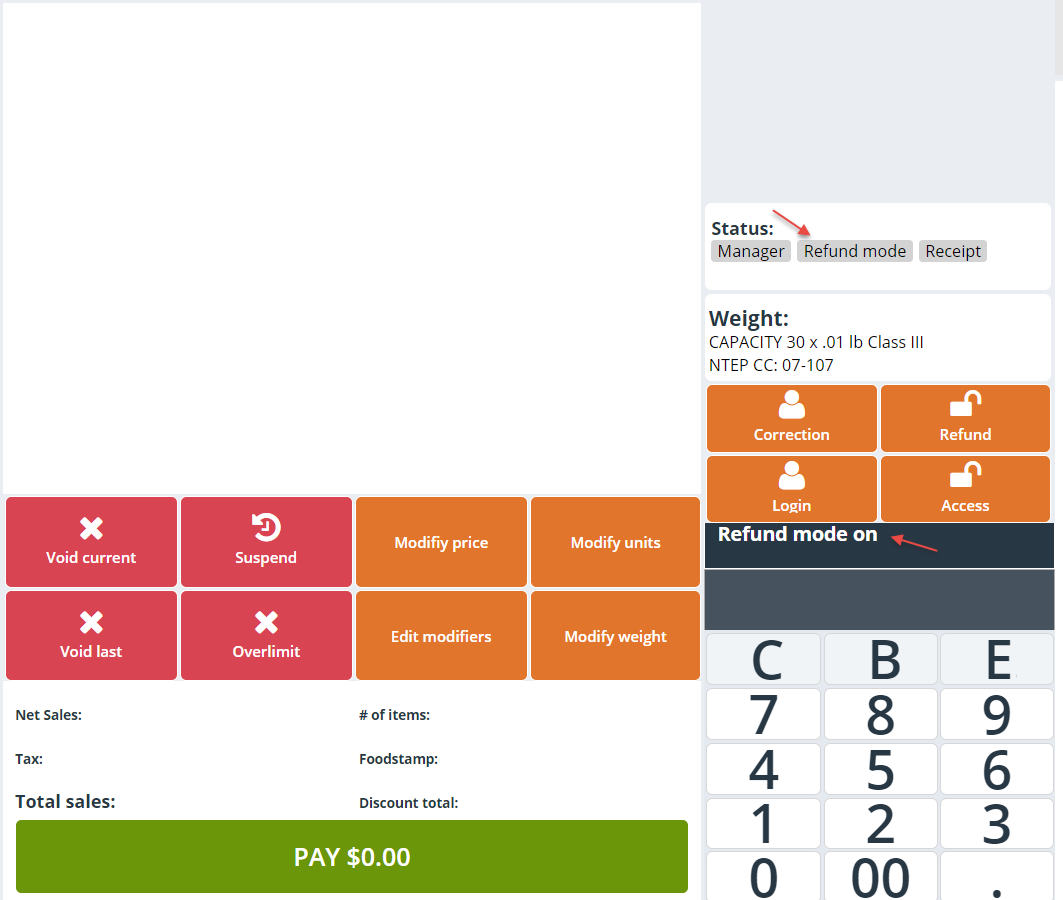 Status:
Manager Refund mode Receipt
Weight:
CAPACITY 30 x .01 lb Class III
NTEP CC: 07-107
Correction Refund
Login Access
Refund mode on
Void current Suspend Modifiy price Modify units
Void last Overlimit Edit modifiers Modify weight
Net Sales: # of items:
Tax: Foodstamp:
Total sales: Discount total:
PAY $0.00
C B E
7 8 9
4 5 6
1 2 3
0 00 .